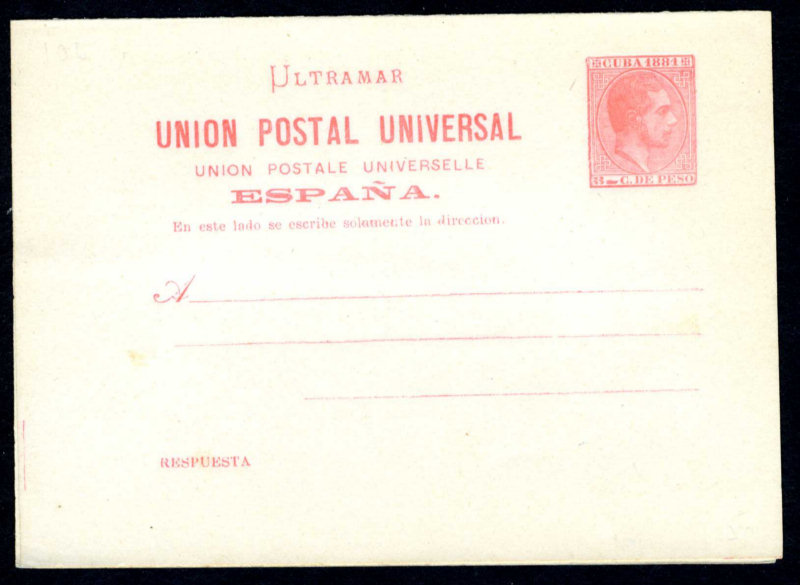 ULTRAMAR
UNION POSTAL UNIVERSAL
UNION POSTALE UNIVERSELLE
ESPAÑA.
En este lado se escribe solamente la direccion.
CUBA 1884
C. DE PESO
A
RESPUESTA